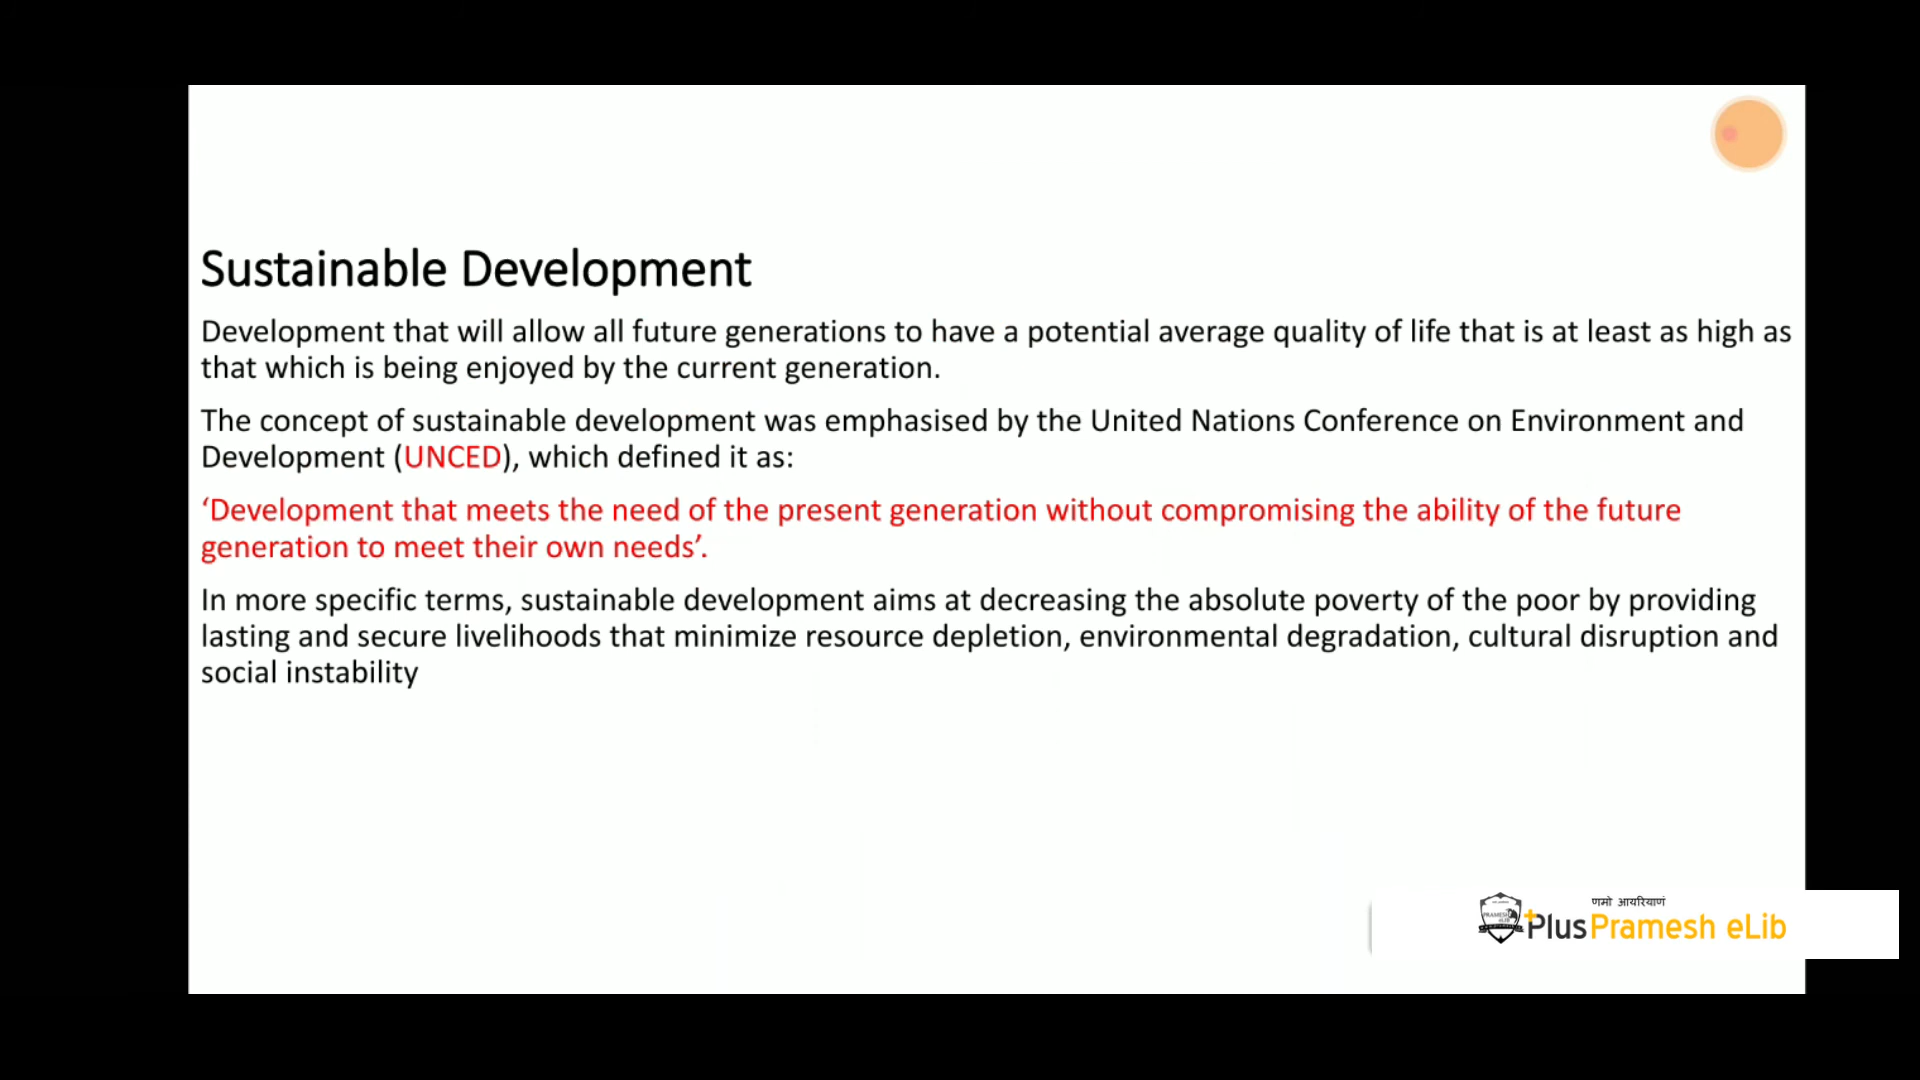 Sustainable Development
Development that will allow all future generations to have a potential average quality of life that is at least as high as
that which is being enjoyed by the current generation.
The concept of sustainable development was emphasised by the United Nations Conference on Environment and
Development (UNCED), which defined it as:
‘Development that meets the need of the present generation without compromising the ability of the future
generation to meet their own needs’.
In more specific terms, sustainable development aims at decreasing the absolute poverty of the poor by providing
lasting and secure livelihoods that minimize resource depletion, environmental degradation, cultural disruption and
social instability
णमो आयरियाणं
PRAMESH
eLIB
Plus Pramesh eLib